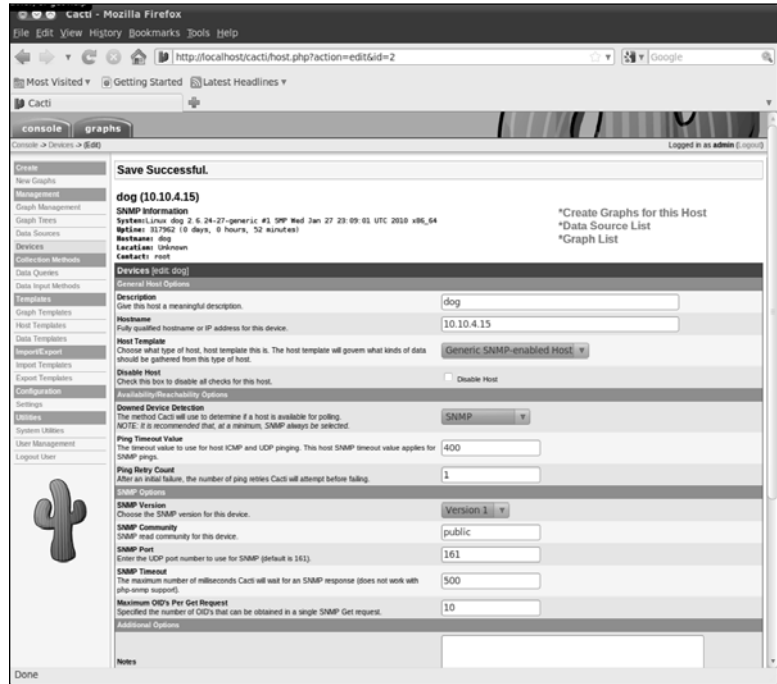 Cacti - Mozilla Firefox
File Edit View History Bookmarks Tools Help
http://localhost/cacti/host.php?action=edit&id=2
Google
Most Visited
Getting Started
Latest Headlines
Cacti
console
graphs
Console -> Devices -> (Edit)
Logged in as admin (Logout)
Create
New Graphs
Management
Graph Management
Graph Trees
Data Sources
Devices
Collection Methods
Data Queries
Data Input Methods
Templates
Graph Templates
Host Templates
Data Templates
Import/Export
Import Templates
Export Templates
Configuration
Settings
Utilities
System Utilities
User Management
Logout User
Save Successful.
dog (10.10.4.15)
SNMP Information
System:Linux dog 2.6.24-27-generic #1 SMP Wed Jan 27 23:09:01 UTC 2010 x86_64
Uptime: 317962 (0 days, 0 hours, 52 minutes)
Hostname: dog
Location: Unknown
Contact: root
*Create Graphs for this Host
*Data Source List
*Graph List
Devices [edit: dog]
General Host Options
Description
Give this host a meaningful description.
dog
Hostname
Fully qualified hostname or IP address for this device.
10.10.4.15
Host Template
Choose what type of host, host template this is. The host template will govern what kinds of data
should be gathered from this type of host.
Generic SNMP-enabled Host
Disable Host
Check this box to disable all checks for this host.
Disable Host
Availability/Reachability Options
Downed Device Detection
The method Cacti will use to determine if a host is available for polling.
NOTE: It is recommended that, at a minimum, SNMP always be selected.
SNMP
Ping Timeout Value
The timeout value to use for host ICMP and UDP pinging. This host SNMP timeout value applies for
SNMP pings.
400
Ping Retry Count
After an initial failure, the number of ping retries Cacti will attempt before failing.
1
SNMP Options
SNMP Version
Choose the SNMP version for this device.
Version 1
SNMP Community
SNMP read community for this device.
public
SNMP Port
Enter the UDP port number to use for SNMP (default is 161).
161
SNMP Timeout
The maximum number of milliseconds Cacti will wait for an SNMP response (does not work with
php-snmp support).
500
Maximum OID's Per Get Request
Specified the number of OID's that can be obtained in a single SNMP Get request.
10
Additional Options
Notes
Done